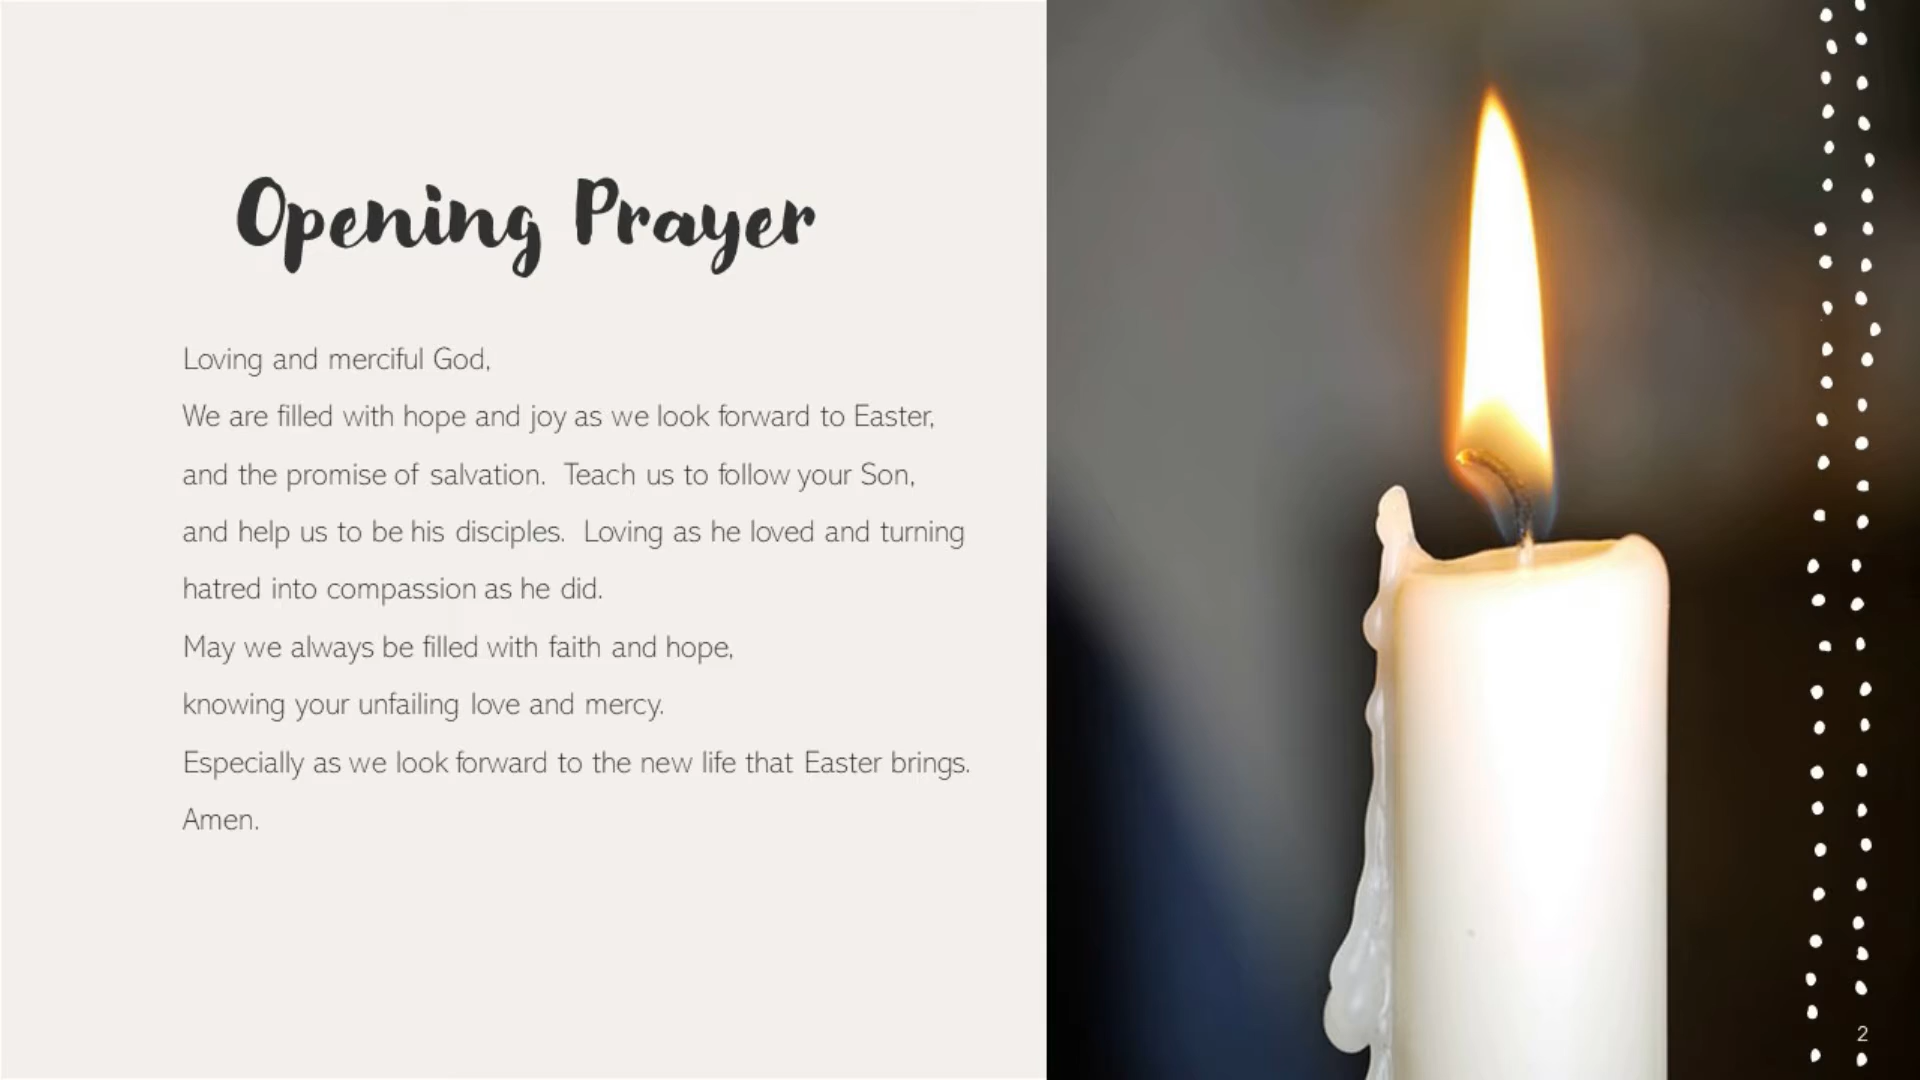 Opening Prayer
Loving and merciful God,
We are filled with hope and joy as we look forward to Easter,
and the promise of salvation.  Teach us to follow your Son,
and help us to be his disciples.  Loving as he loved and turning
hatred into compassion as he did.
May we always be filled with faith and hope,
knowing your unfailing love and mercy.
Especially as we look forward to the new life that Easter brings.
Amen.
2